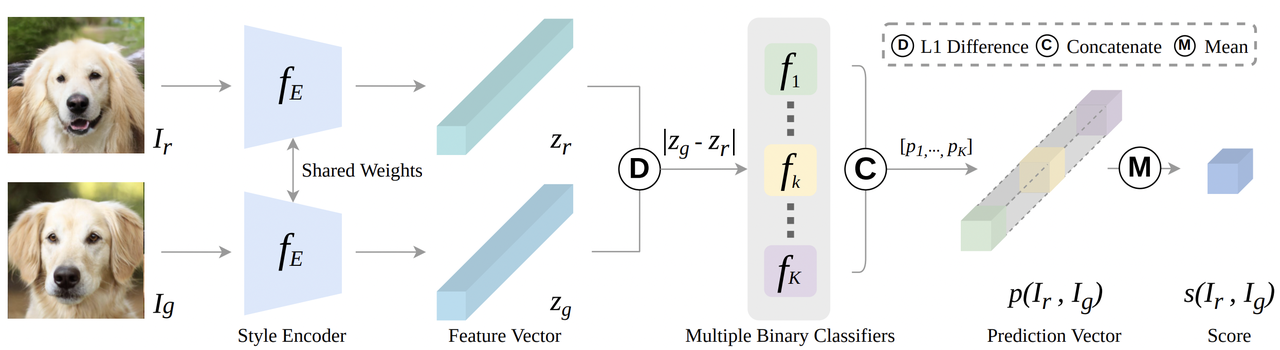 D L1 Difference C Concatenate M Mean
I_r
f_E
Shared Weights
I_g
f_E
Style Encoder
z_r
z_g
Feature Vector
D
|z_g - z_r|
f_1
f_k
f_K
Multiple Binary Classifiers
C
[p_1,..., p_K]
p(I_r , I_g)
Prediction Vector
M
s(I_r , I_g)
Score